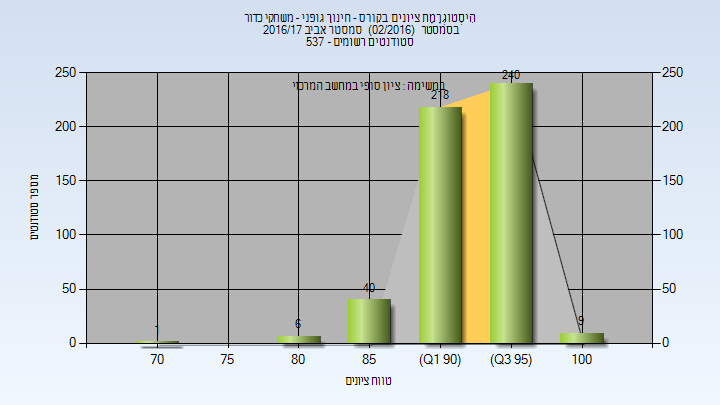 היסטוגרמת ציונים בקורס - חינוך גופני - משחקי כדור
בסמסטר (02/2016) סמסטר אביב 2016/17
סטודנטים רשומים - 537
במשימה : ציון סופי במחשב המרכזי
250
200
150
100
50
0
250
200
150
100
50
0
מספר סטודנטים
1
6
40
218
240
9
70
75
80
85
(Q1 90)
(Q3 95)
100
טווח ציונים